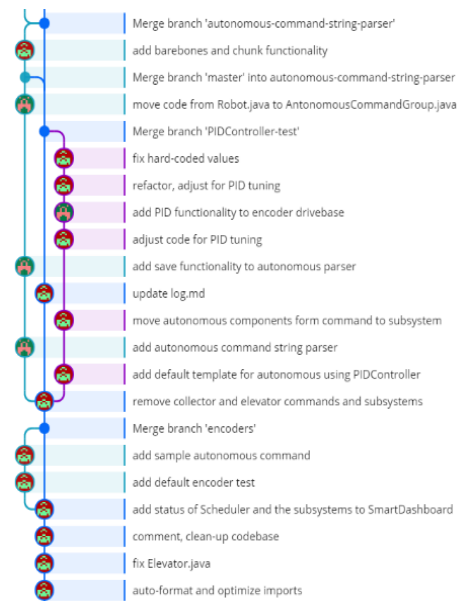 Merge branch 'autonomous-command-string-parser'
add barebones and chunk functionality
Merge branch 'master' into autonomous-command-string-parser
move code from Robot.java to AntonomousCommandGroup.java
Merge branch 'PIDController-test'
fix hard-coded values
refactor, adjust for PID tuning
add PID functionality to encoder drivebase
adjust code for PID tuning
add save functionality to autonomous parser
update log.md
move autonomous components form command to subsystem
add autonomous command string parser
add default template for autonomous using PIDController
remove collector and elevator commands and subsystems
Merge branch 'encoders'
add sample autonomous command
add default encoder test
add status of Scheduler and the subsystems to SmartDashboard
comment, clean-up codebase
fix Elevator.java
auto-format and optimize imports